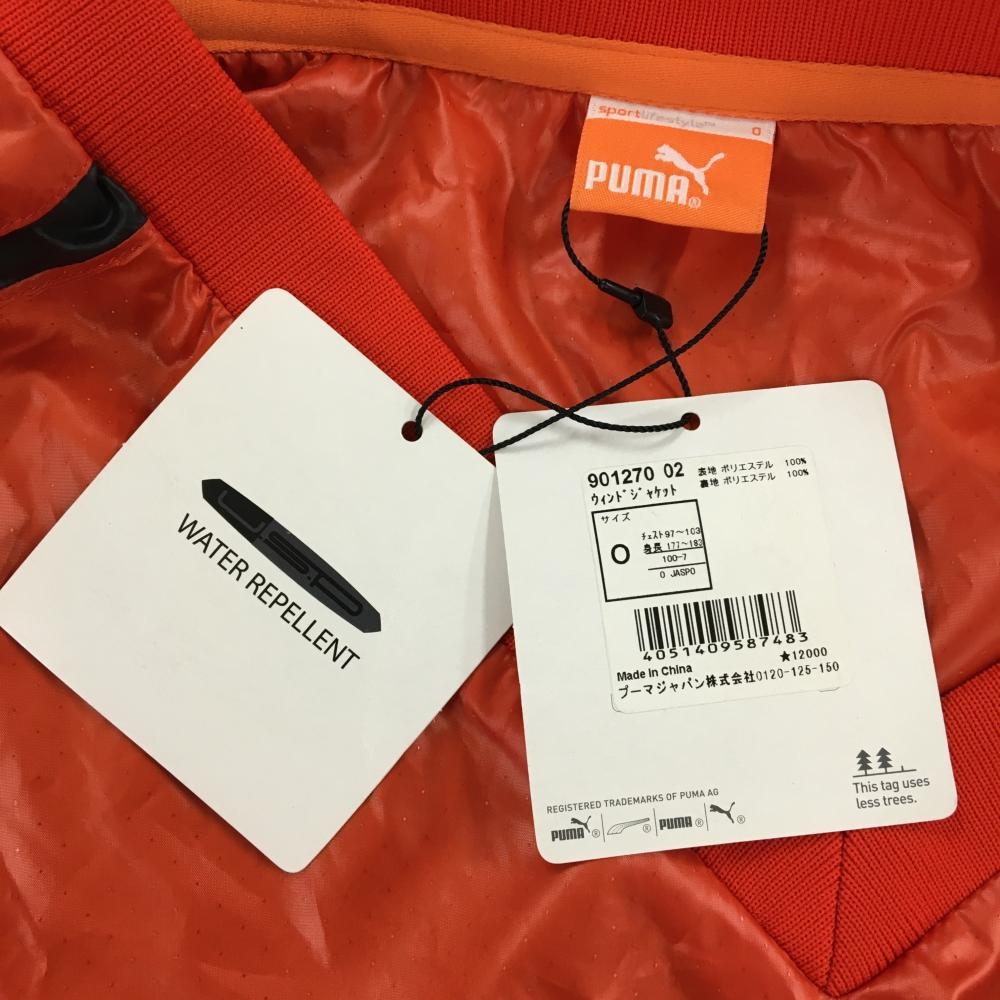 sportlifestyle™
O
PUMA®
usp
WATER REPELLENT
901270 02
ウィンドジャケット
表地 ポリエステル 100%
裏地 ポリエステル 100%
サイズ
O
チェスト97～103
身長 177～182
100-7
O JASPO
4051409587483
★12000
Made in China
プーマジャパン株式会社0120-125-150
This tag uses
less trees.
REGISTERED TRADEMARKS OF PUMA AG
PUMA® ® PUMA® ®